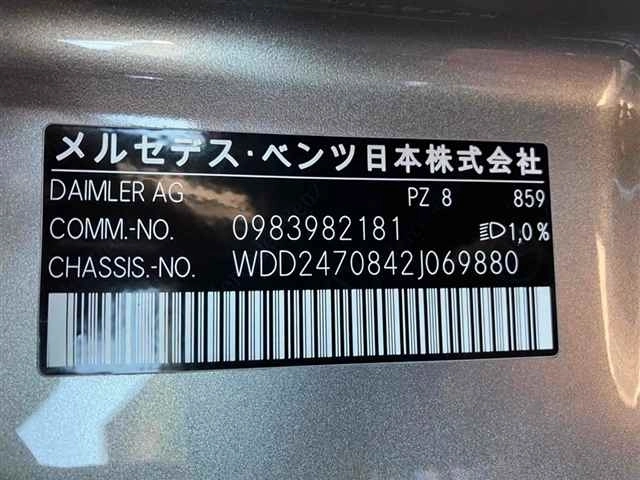 メルセデス・ベンツ日本株式会社
DAIMLER AG PZ 8 859
COMM.-NO. 0983982181 1,0%
CHASSIS.-NO. WDD2470842J069880